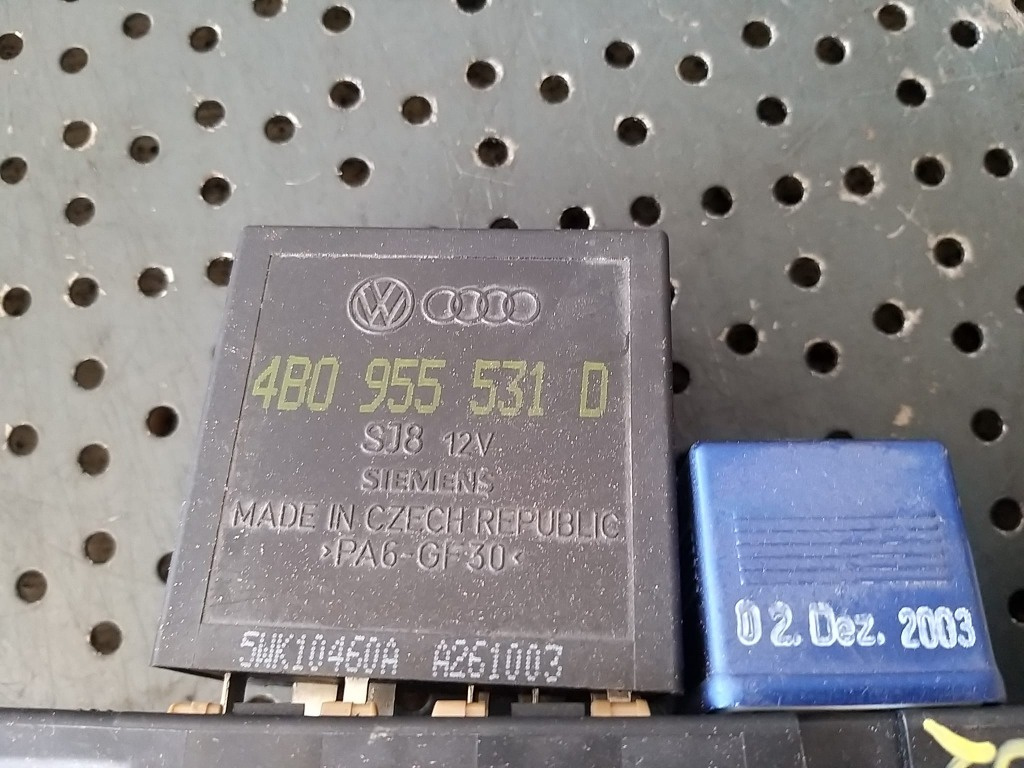 4B0 955 531 D
SJ8 12V
SIEMENS
MADE IN CZECH REPUBLIC
>PA6-GF30<
5WK10460A A261003
02. Dez. 2003